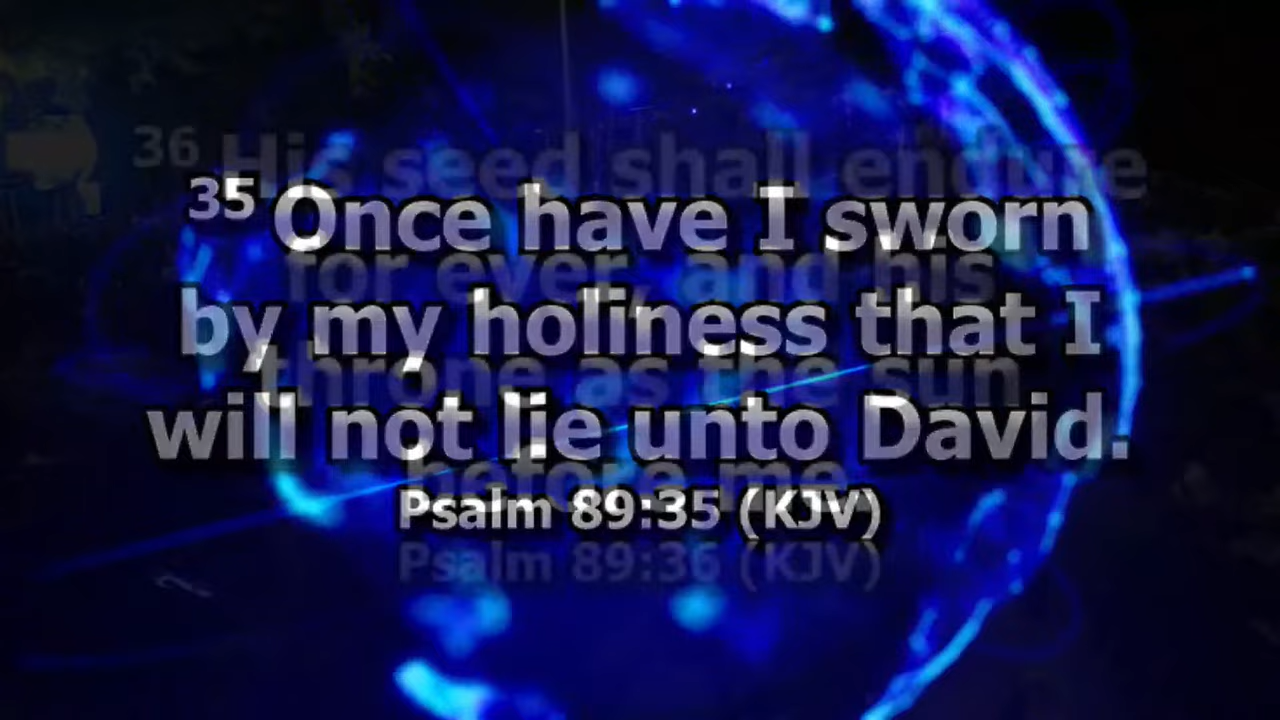 35 Once have I sworn
by my holiness that I
will not lie unto David.
Psalm 89:35 (KJV)
36 His seed shall endure
for ever, and his
throne as the sun
before me.
Psalm 89:36 (KJV)